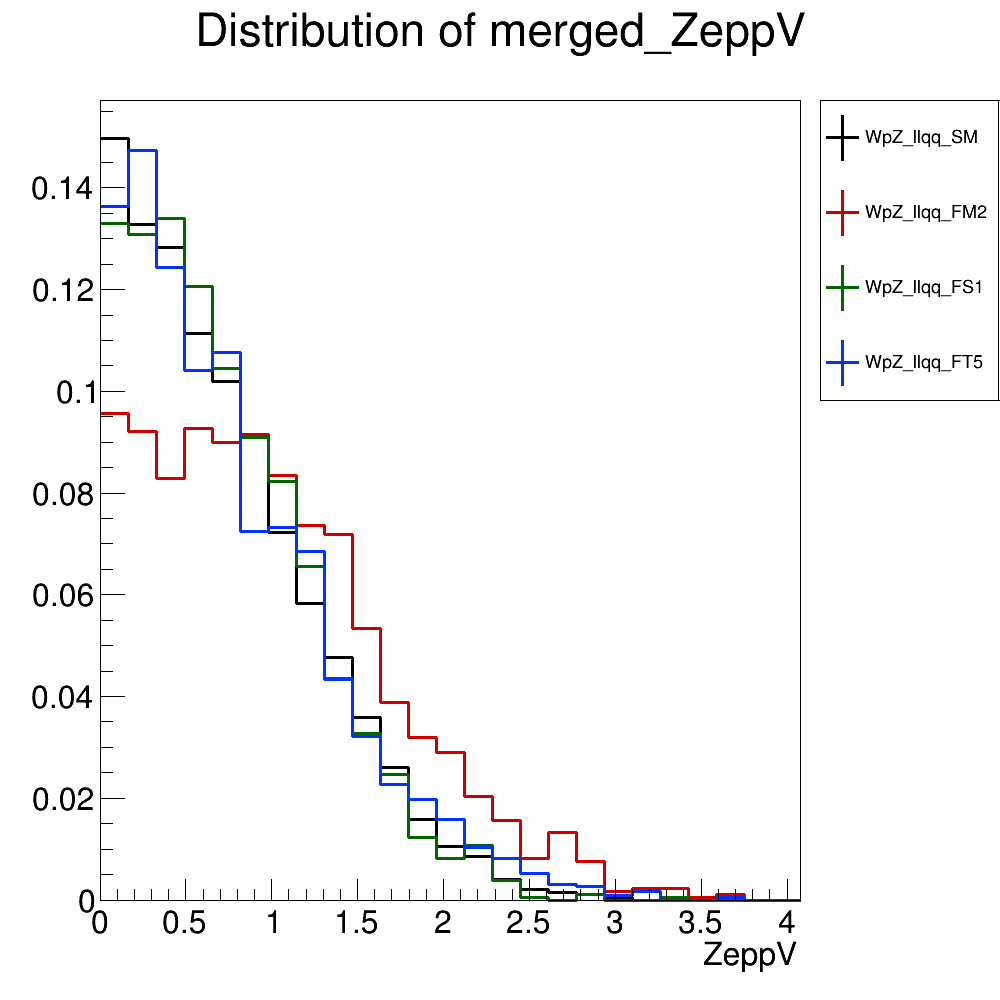 Distribution of merged_ZeppV
WpZ_llqq_SM
WpZ_llqq_FM2
WpZ_llqq_FS1
WpZ_llqq_FT5
0.14
0.12
0.1
0.08
0.06
0.04
0.02
0
0 0.5 1 1.5 2 2.5 3 3.5 4
ZeppV